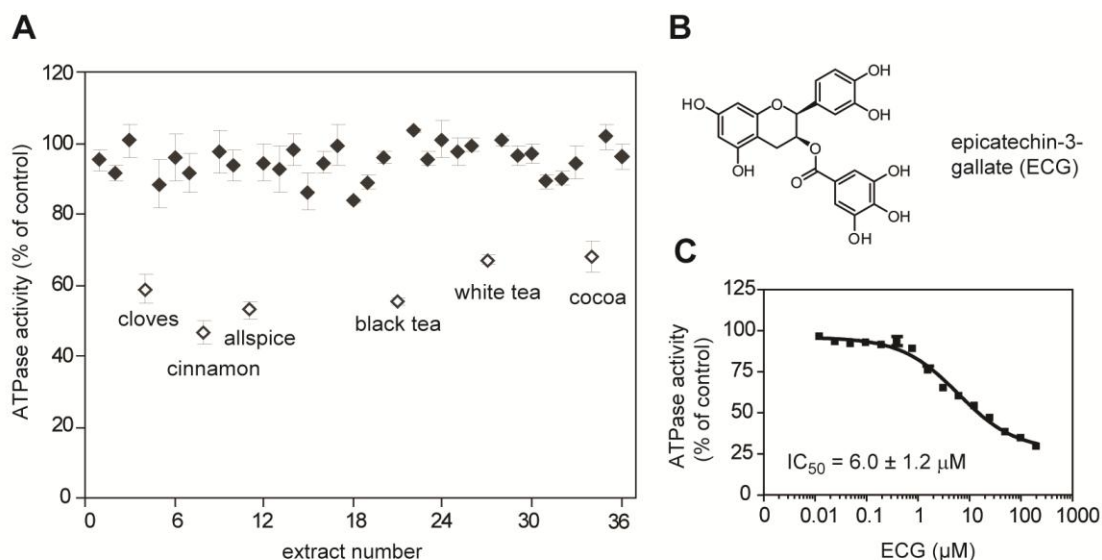 A
ATPase activity (% of control)
120
100
80
60
40
20
0
cloves
cinnamon
allspice
black tea
white tea
cocoa
0 6 12 18 24 30 36
extract number
B
OH
OH
HO
O
OH
O
O
OH
OH
OH
epicatechin-3-
gallate (ECG)
C
ATPase activity
(% of control)
125
100
75
50
25
0
IC50 = 6.0 ± 1.2 µM
0 0.01 0.1 1 10 100 1000
ECG (µM)